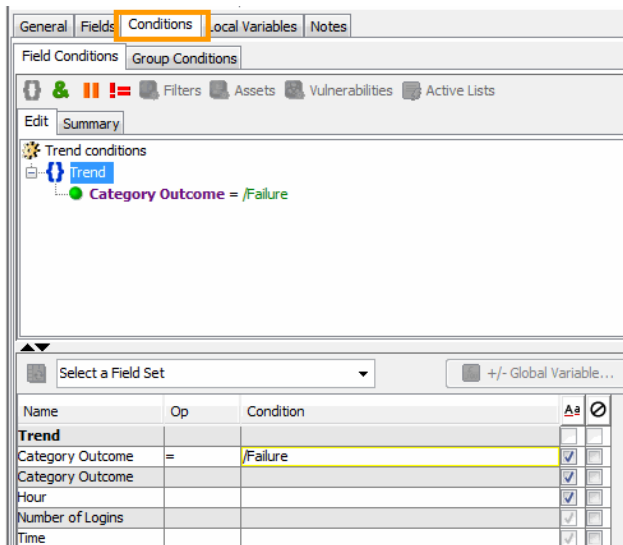 General Fields Conditions Local Variables Notes
Field Conditions Group Conditions
{} & || != Filters Assets Vulnerabilities Active Lists
Edit Summary
Trend conditions
{} Trend
Category Outcome = /Failure
Select a Field Set +/- Global Variable...
Name Op Condition Aa
Trend
Category Outcome = /Failure
Category Outcome
Hour
Number of Logins
Time